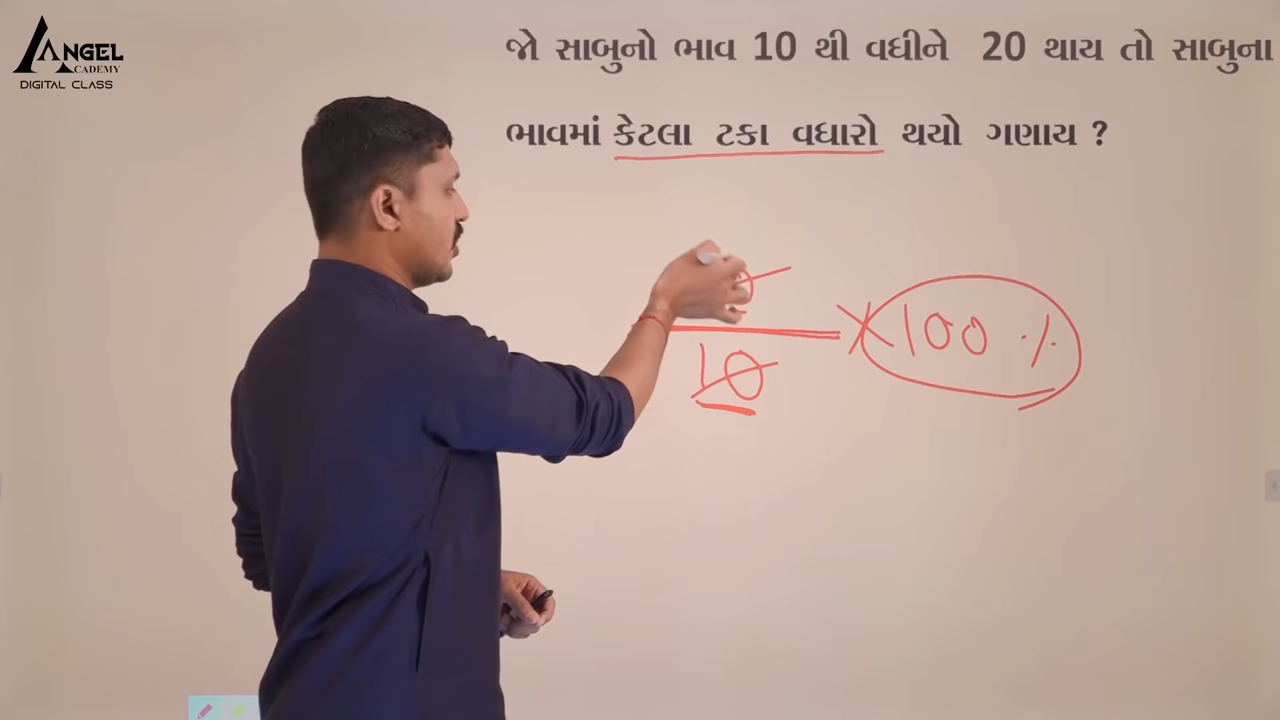 ANGEL
ACADEMY
DIGITAL CLASS
જો સાબુનો ભાવ 10 થી વધીને 20 થાય તો સાબુના
ભાવમાં કેટલા ટકા વધારો થયો ગણાય ?
10
×100 %